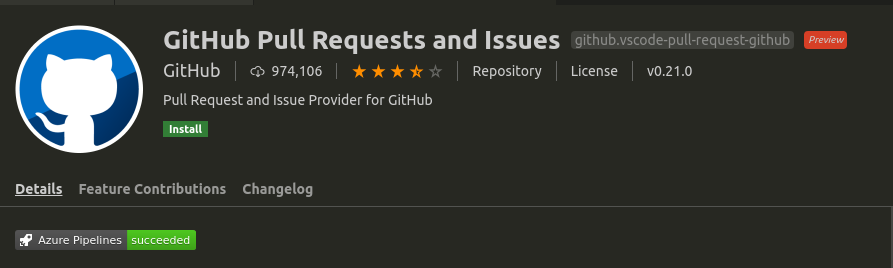 GitHub Pull Requests and Issues github.vscode-pull-request-github Preview
GitHub 974,106 Repository License v0.21.0
Pull Request and Issue Provider for GitHub
Install
Details Feature Contributions Changelog
Azure Pipelines succeeded